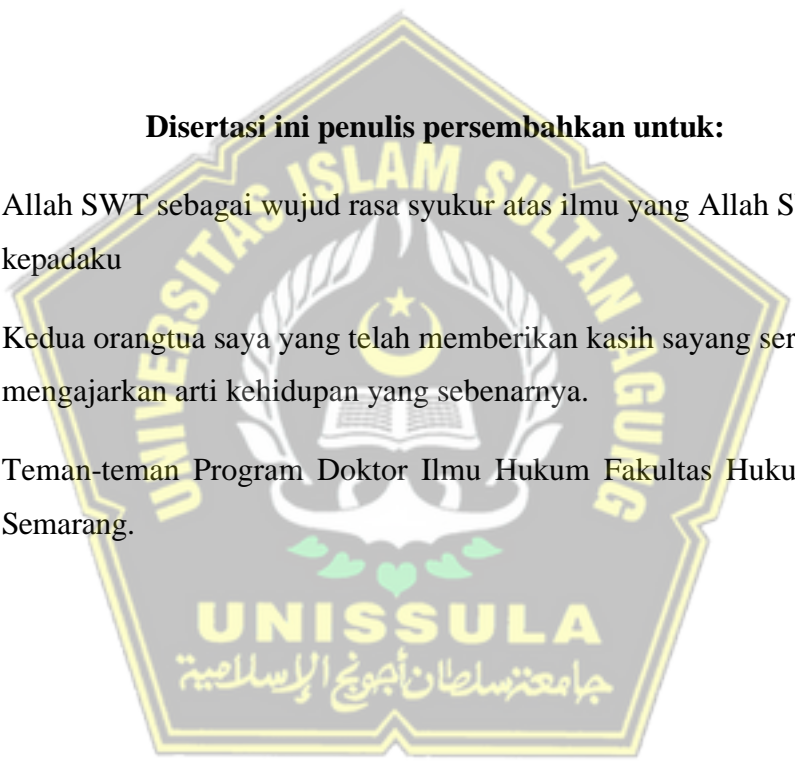 Disertasi ini penulis persembahkan untuk:
Allah SWT sebagai wujud rasa syukur atas ilmu yang Allah S
kepadaku
Kedua orangtua saya yang telah memberikan kasih sayang ser
mengajarkan arti kehidupan yang sebenarnya.
Teman-teman Program Doktor Ilmu Hukum Fakultas Huku
Semarang.
UNIVERSITAS ISLAM SULTAN AGUNG
UNISSULA
جامعتنسلطان أجونج الإسلامية